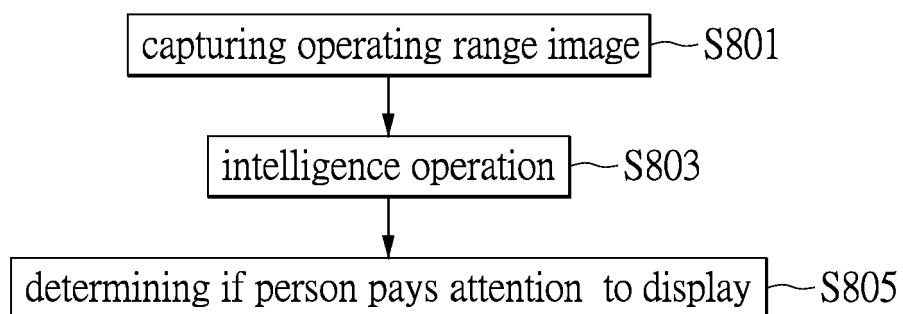 capturing operating range image S801
intelligence operation S803
determining if person pays attention to display S805